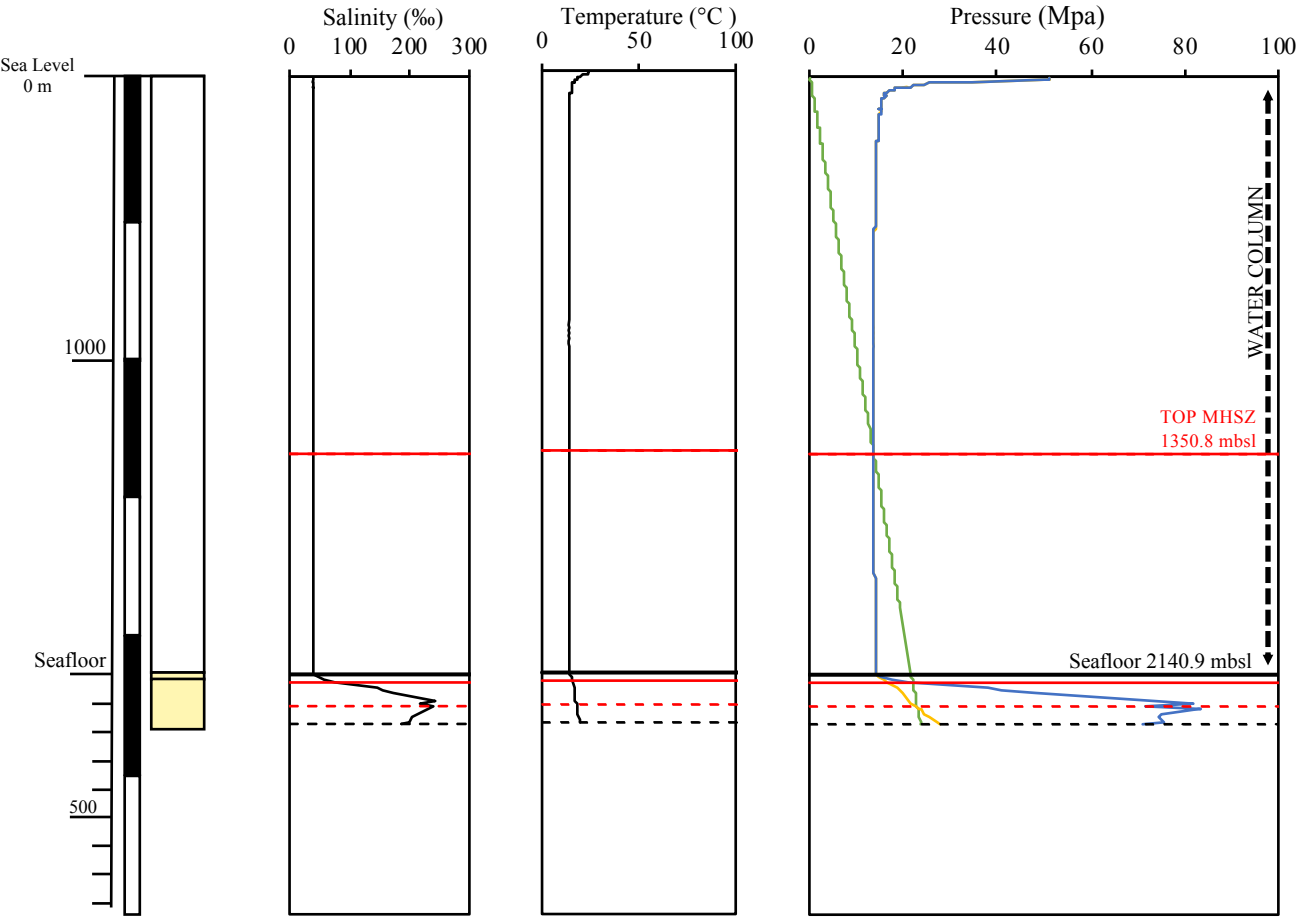 Salinity (‰)
Temperature (°C )
Pressure (Mpa)
0 100 200 300
0 50 100
0 20 40 60 80 100
Sea Level
0 m
WATER COLUMN
1000
TOP MHSZ
1350.8 mbsl
Seafloor
Seafloor 2140.9 mbsl
500